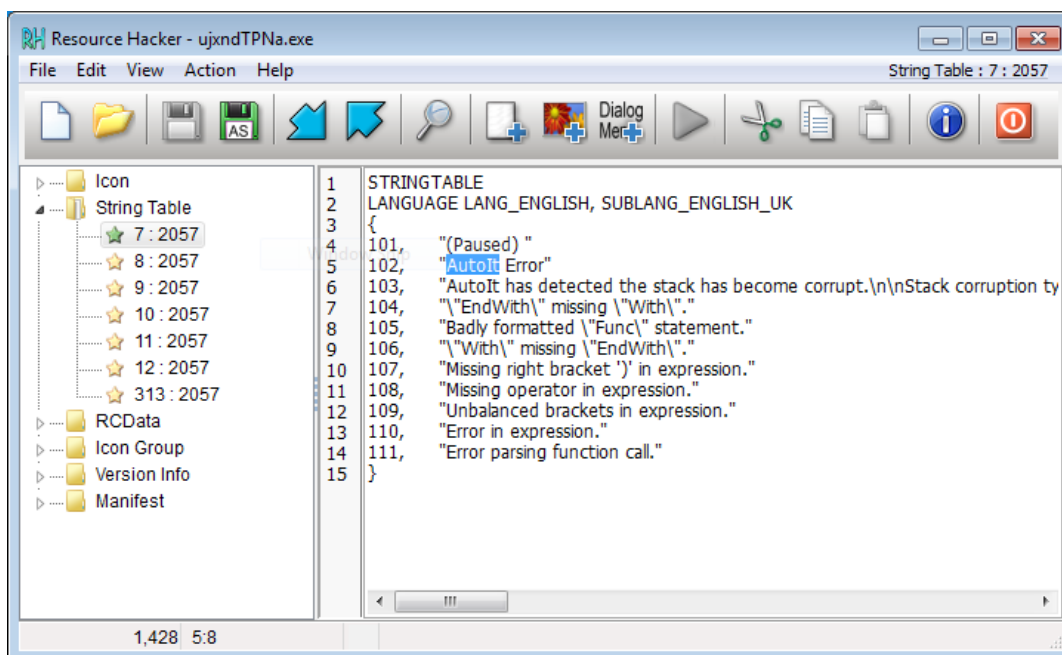 Resource Hacker - ujxndTPNa.exe
File Edit View Action Help
String Table : 7 : 2057
AS
Dialog
Icon
String Table
7 : 2057
8 : 2057
9 : 2057
10 : 2057
11 : 2057
12 : 2057
313 : 2057
RCData
Icon Group
Version Info
Manifest
1 STRINGTABLE
2 LANGUAGE LANG_ENGLISH, SUBLANG_ENGLISH_UK
3 {
4 101, "(Paused) "
5 102, "AutoIt Error"
6 103, "AutoIt has detected the stack has become corrupt.\n\nStack corruption ty
7 104, "\"EndWith\" missing \"With\"."
8 105, "Badly formatted \"Func\" statement."
9 106, "\"With\" missing \"EndWith\"."
10 107, "Missing right bracket ')' in expression."
11 108, "Missing operator in expression."
12 109, "Unbalanced brackets in expression."
13 110, "Error in expression."
14 111, "Error parsing function call."
15 }
1,428 5:8